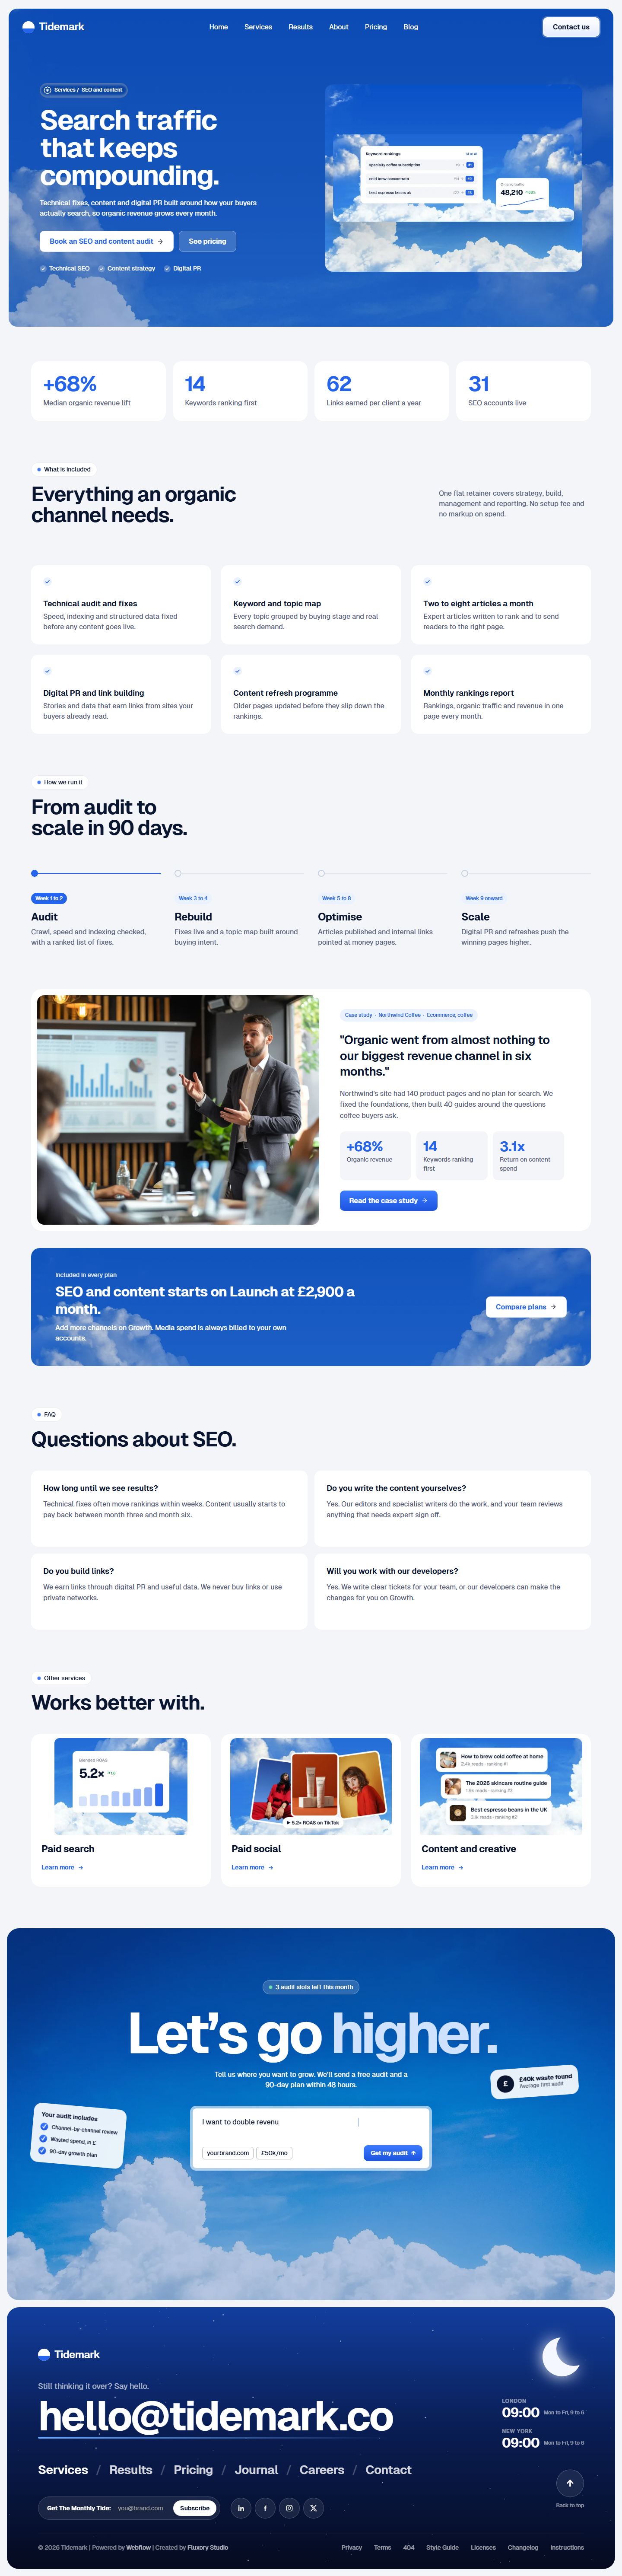 Tidemark
Home Services Results About Pricing Blog
Contact us
Services / SEO and content
Search traffic
that keeps
compounding.
Technical fixes, content and digital PR built around how your buyers
actually search, so organic revenue grows every month.
Book an SEO and content audit →
See pricing
Technical SEO Content strategy Digital PR
Keyword rankings
specialty coffee subscription
cold brew concentrate
best espresso beans uk
Organic traffic
48,210
+68%
Median organic revenue lift
14
Keywords ranking first
62
Links earned per client a year
31
SEO accounts live
What is included
Everything an organic
channel needs.
One flat retainer covers strategy, build,
management and reporting. No setup fee and
no markup on spend.
Technical audit and fixes
Speed, indexing and structured data fixed
before any content goes live.
Keyword and topic map
Every topic grouped by buying stage and real
search demand.
Two to eight articles a month
Expert articles written to rank and to send
readers to the right page.
Digital PR and link building
Stories and data that earn links from sites your
buyers already read.
Content refresh programme
Older pages updated before they slip down the
rankings.
Monthly rankings report
Rankings, organic traffic and revenue in one
page every month.
How we run it
From audit to
scale in 90 days.
Week 1 to 2
Audit
Crawl, speed and indexing checked,
with a ranked list of fixes.
Week 3 to 4
Rebuild
Fixes live and a topic map built around
buying intent.
Week 5 to 8
Optimise
Articles published and internal links
pointed at money pages.
Week 9 onward
Scale
Digital PR and refreshes push the
winning pages higher.
Case study · Northwind Coffee · Ecommerce, coffee
"Organic went from almost nothing to
our biggest revenue channel in six
months."
Northwind's site had 140 product pages and no plan for search. We
fixed the foundations, then built 40 guides around the questions
coffee buyers ask.
+68%
Organic revenue
14
Keywords ranking
first
3.1x
Return on content
spend
Read the case study →
Included in every plan
SEO and content starts on Launch at £2,900 a
month.
Add more channels on Growth. Media spend is always billed to your own
accounts.
Compare plans →
FAQ
Questions about SEO.
How long until we see results?
Technical fixes often move rankings within weeks. Content usually starts to
pay back between month three and month six.
Do you write the content yourselves?
Yes. Our editors and specialist writers do the work, and your team reviews
anything that needs expert sign off.
Do you build links?
We earn links through digital PR and useful data. We never buy links or use
private networks.
Will you work with our developers?
Yes. We write clear tickets for your team, or our developers can make the
changes for you on Growth.
Other services
Works better with.
Blended ROAS
5.2×
Paid search
Learn more →
5.2× ROAS on TikTok
Paid social
Learn more →
How to brew cold coffee at home
2.4k reads · ranking #1
The 2026 skincare routine guide
1.9k reads · ranking #3
Best espresso beans in the UK
3.1k reads · ranking #2
Content and creative
Learn more →
3 audit slots left this month
Let's go higher.
Tell us where you want to grow. We'll send a free audit and a
90-day plan within 48 hours.
£
£40k waste found
Average first audit
Your audit includes
Channel-by-channel review
Wasted spend, in £
90-day growth plan
I want to double revenu
yourbrand.com
£50k/mo
Get my audit ↑
Tidemark
Still thinking it over? Say hello.
hello@tidemark.co
LONDON
09:00 Mon to Fri, 9 to 6
NEW YORK
09:00 Mon to Fri, 9 to 6
Services / Results / Pricing / Journal / Careers / Contact
Get The Monthly Tide:
you@brand.com
Subscribe
Back to top
© 2026 Tidemark | Powered by Webflow | Created by Fluxory Studio
Privacy Terms 404 Style Guide Licenses Changelog Instructions